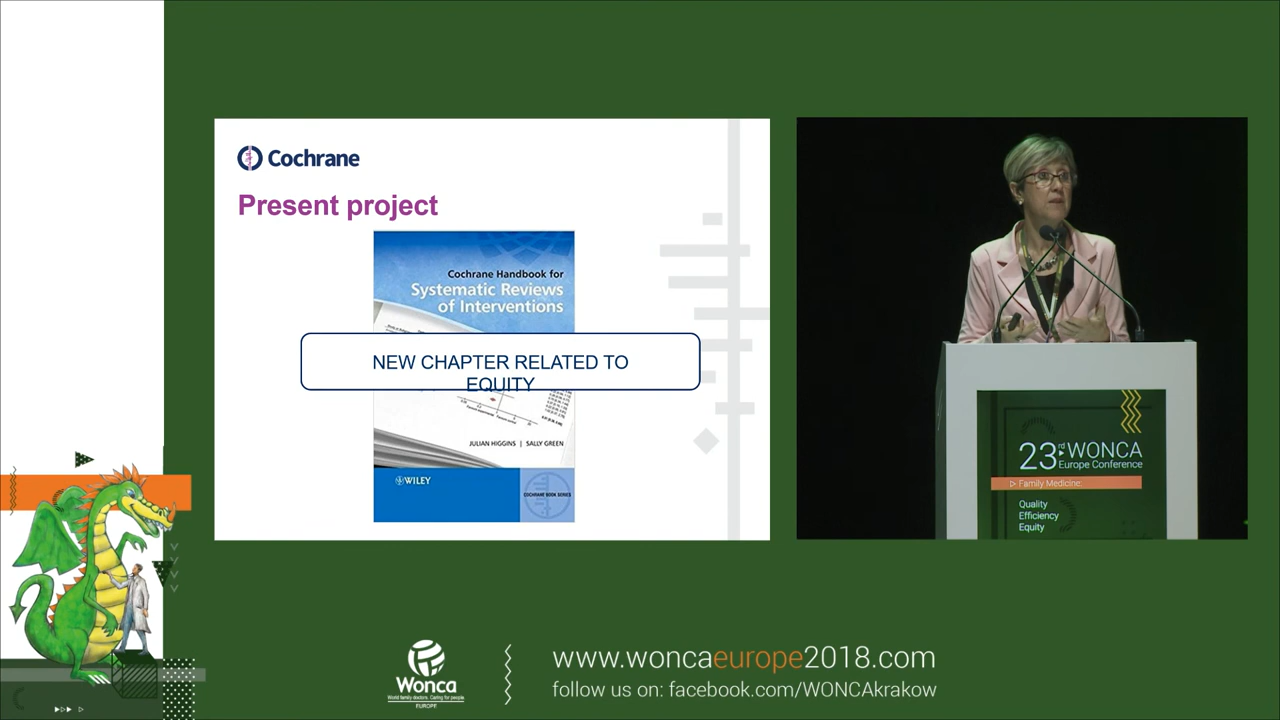 Cochrane
Present project
Cochrane Handbook for
Systematic Reviews
of Interventions
NEW CHAPTER RELATED TO
EQUITY
JULIAN HIGGINS | SALLY GREEN
WILEY
COCHRANE BOOK SERIES
23rd WONCA
Europe Conference
Family Medicine:
Quality
Efficiency
Equity
Wonca
World family doctors. Caring for people.
EUROPE
www.woncaeurope2018.com
follow us on: facebook.com/WONCAkrakow